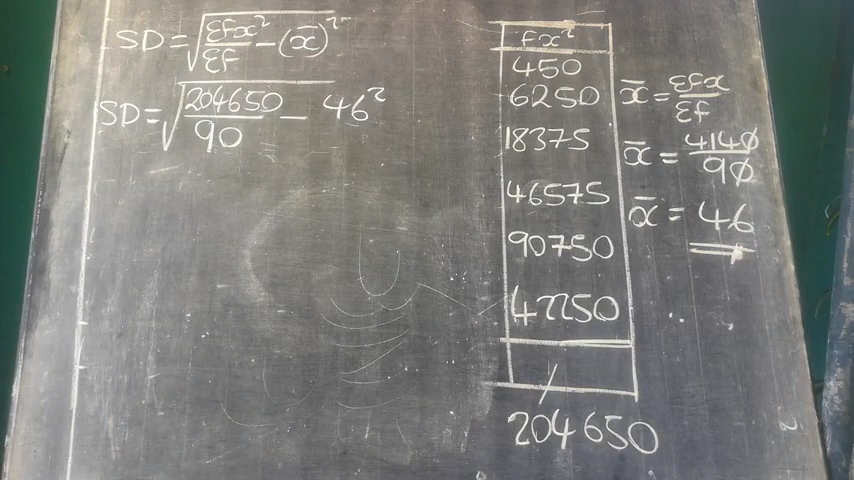 SD = √Σfx²/Σf - (x̄)²
SD = √204650/90 - 46²
fx²
450
6250
18375
46575
90750
42250
204650
x̄ = Σfx/Σf
x̄ = 4140/90
x̄ = 46